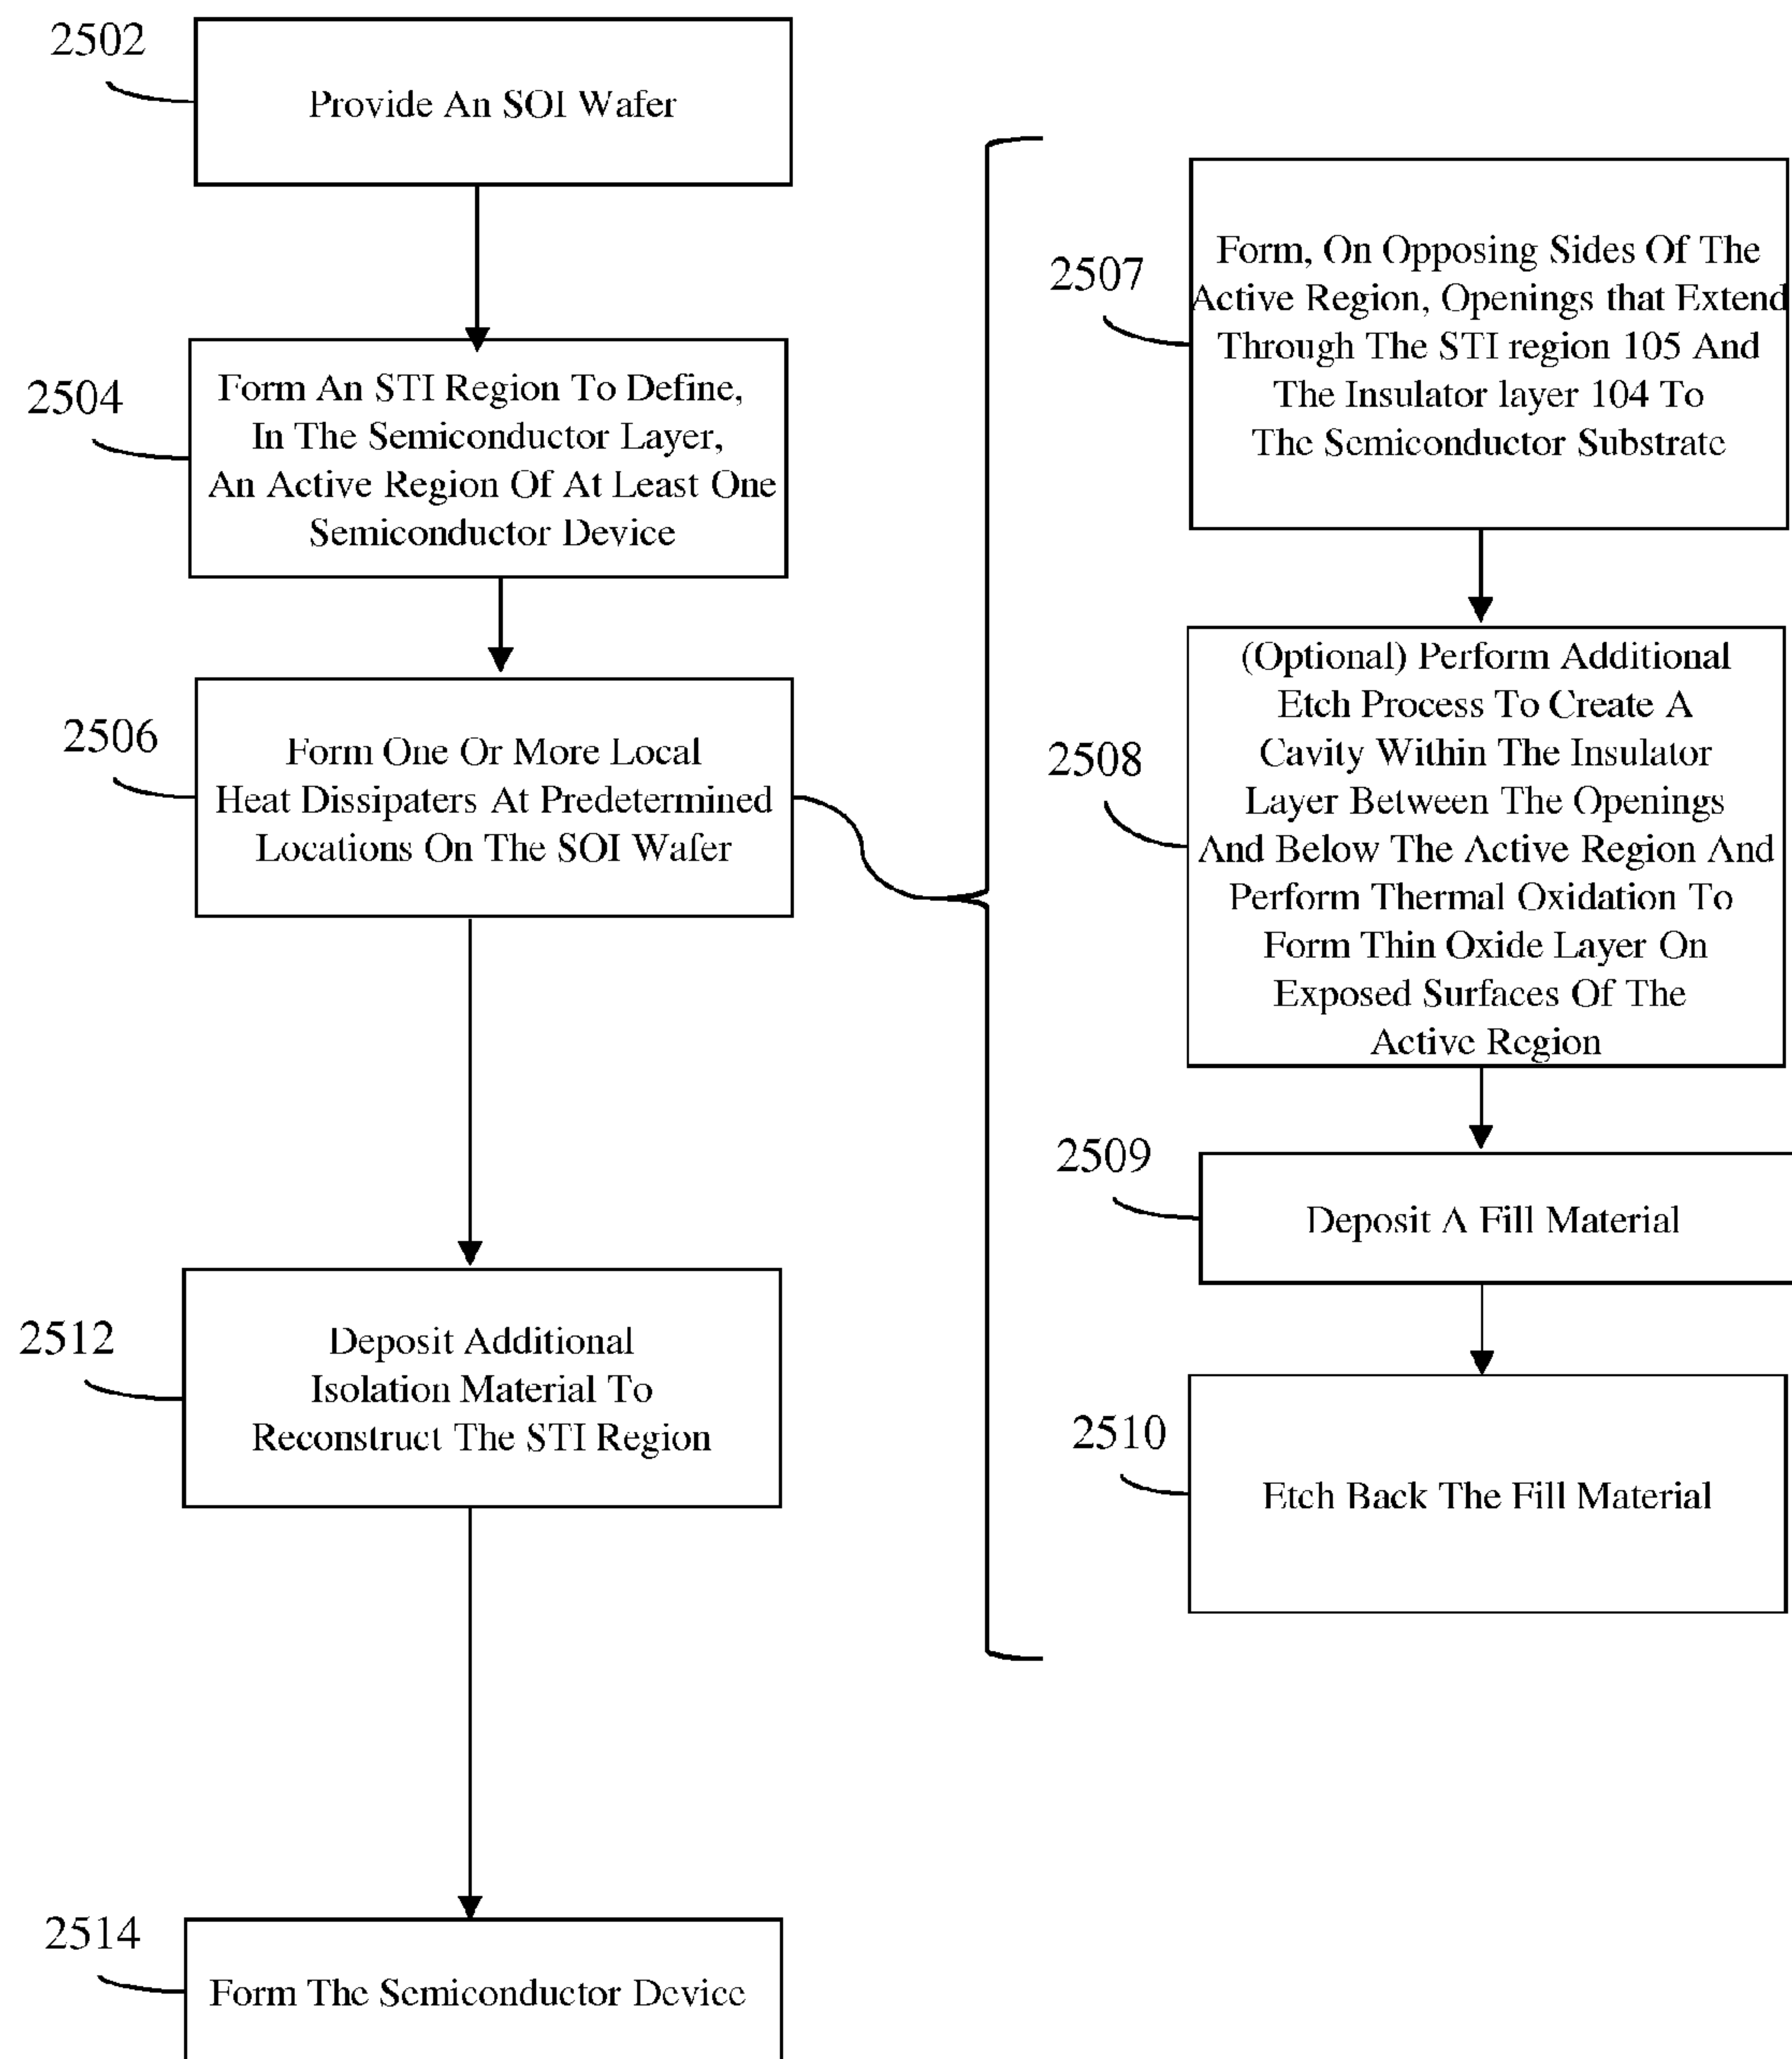 2502
Provide An SOI Wafer
2504
Form An STI Region To Define,
In The Semiconductor Layer,
An Active Region Of At Least One
Semiconductor Device
2506
Form One Or More Local
Heat Dissipaters At Predetermined
Locations On The SOI Wafer
2507
Form, On Opposing Sides Of The
Active Region, Openings that Extend
Through The STI region 105 And
The Insulator layer 104 To
The Semiconductor Substrate
2508
(Optional) Perform Additional
Etch Process To Create A
Cavity Within The Insulator
Layer Between The Openings
And Below The Active Region And
Perform Thermal Oxidation To
Form Thin Oxide Layer On
Exposed Surfaces Of The
Active Region
2509
Deposit A Fill Material
2510
Etch Back The Fill Material
2512
Deposit Additional
Isolation Material To
Reconstruct The STI Region
2514
Form The Semiconductor Device